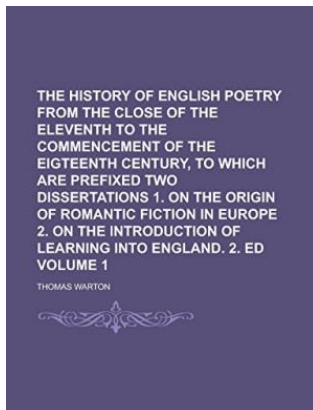 THE HISTORY OF ENGLISH POETRY
FROM THE CLOSE OF THE
ELEVENTH TO THE
COMMENCEMENT OF THE
EIGTEENTH CENTURY, TO WHICH
ARE PREFIXED TWO
DISSERTATIONS 1. ON THE ORIGIN
OF ROMANTIC FICTION IN EUROPE
2. ON THE INTRODUCTION OF
LEARNING INTO ENGLAND. 2. ED
VOLUME 1
THOMAS WARTON